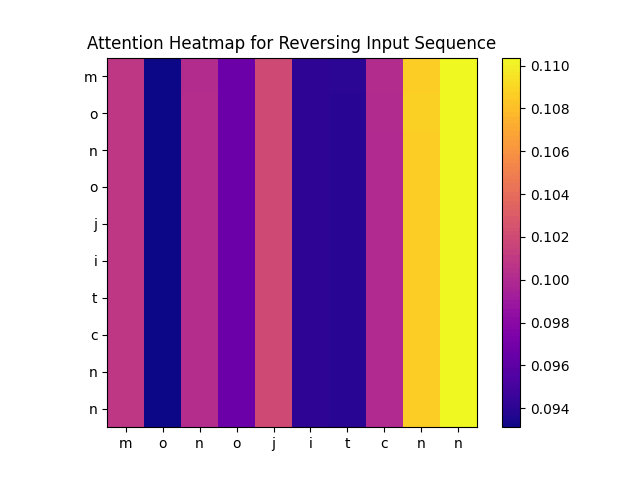 Attention Heatmap for Reversing Input Sequence
m
o
n
o
j
i
t
c
n
n
m o n o j i t c n n
0.110
0.108
0.106
0.104
0.102
0.100
0.098
0.096
0.094